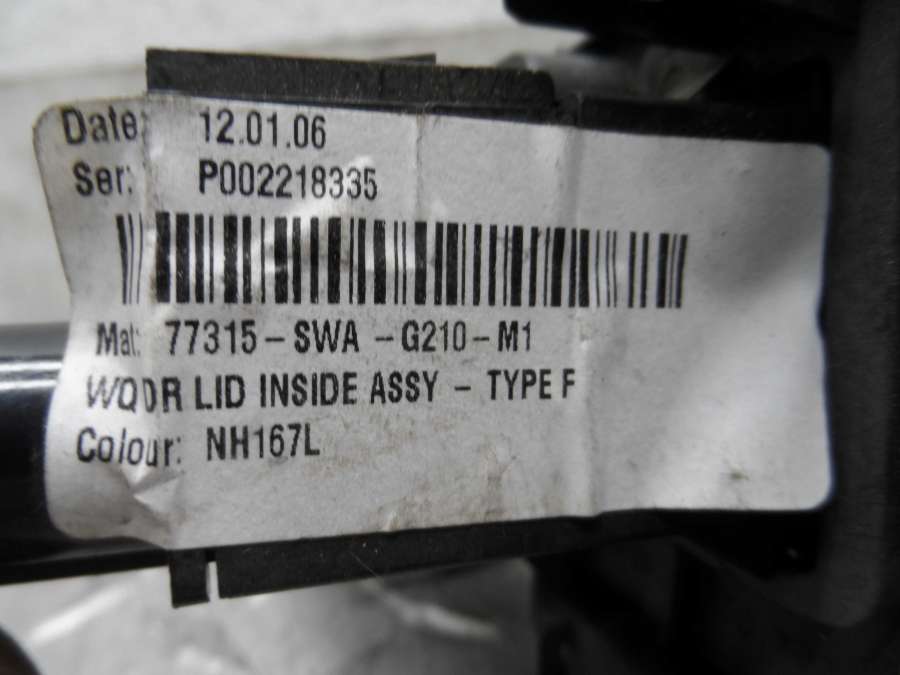 Date: 12.01.06
Ser: P002218335
Mat: 77315-SWA -G210-M1
WQDR LID INSIDE ASSY - TYPE F
Colour: NH167L